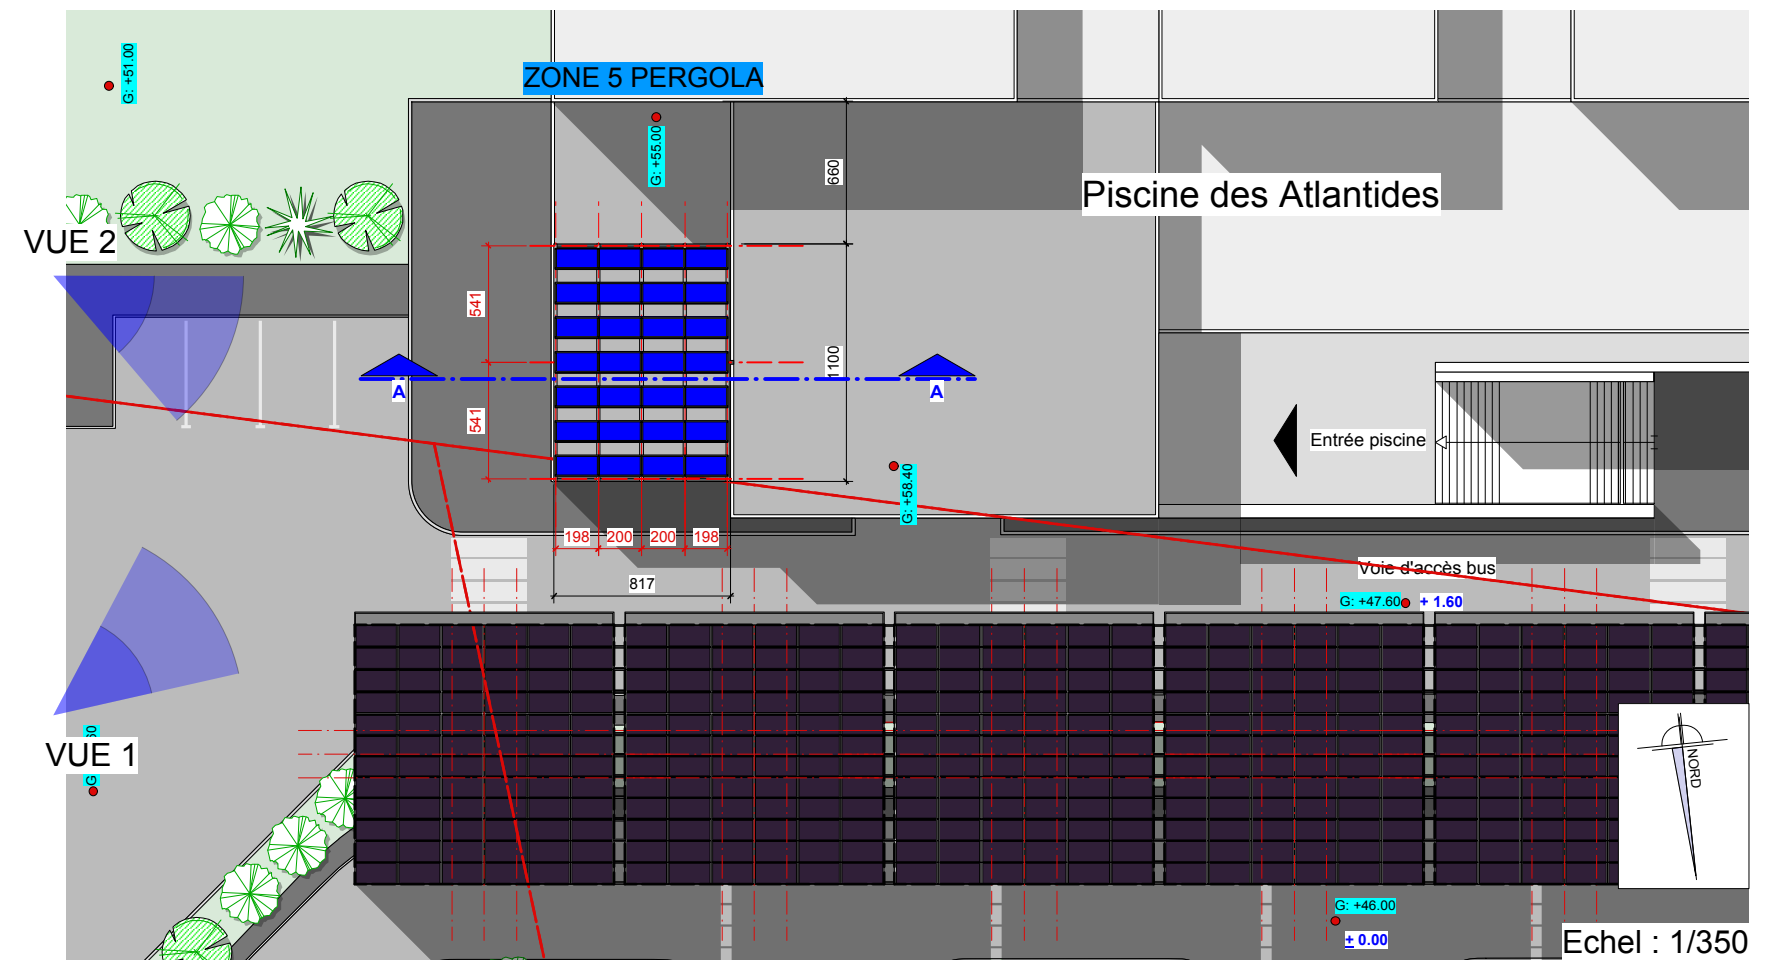 G: +51.00
ZONE 5 PERGOLA
G: +55.00
660
Piscine des Atlantides
VUE 2
541
1100
A
A
541
Entrée piscine
G: +58.40
198
200
200
198
817
Voie d'accès bus
G: +47.60
+ 1.60
VUE 1
NORD
G: +46.00
± 0.00
Echel : 1/350